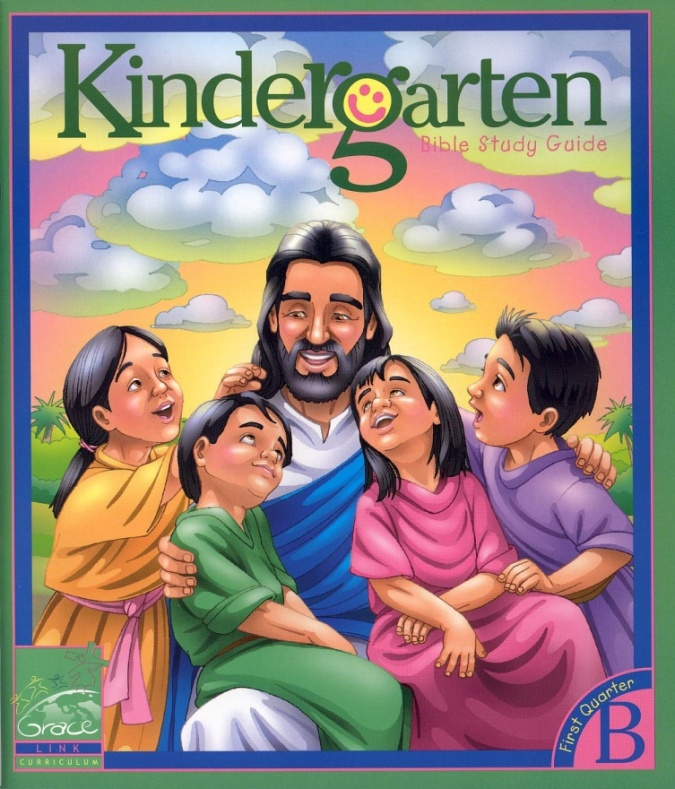 Kindergarten
Bible Study Guide
Grace
LINK
CURRICULUM
First Quarter
B